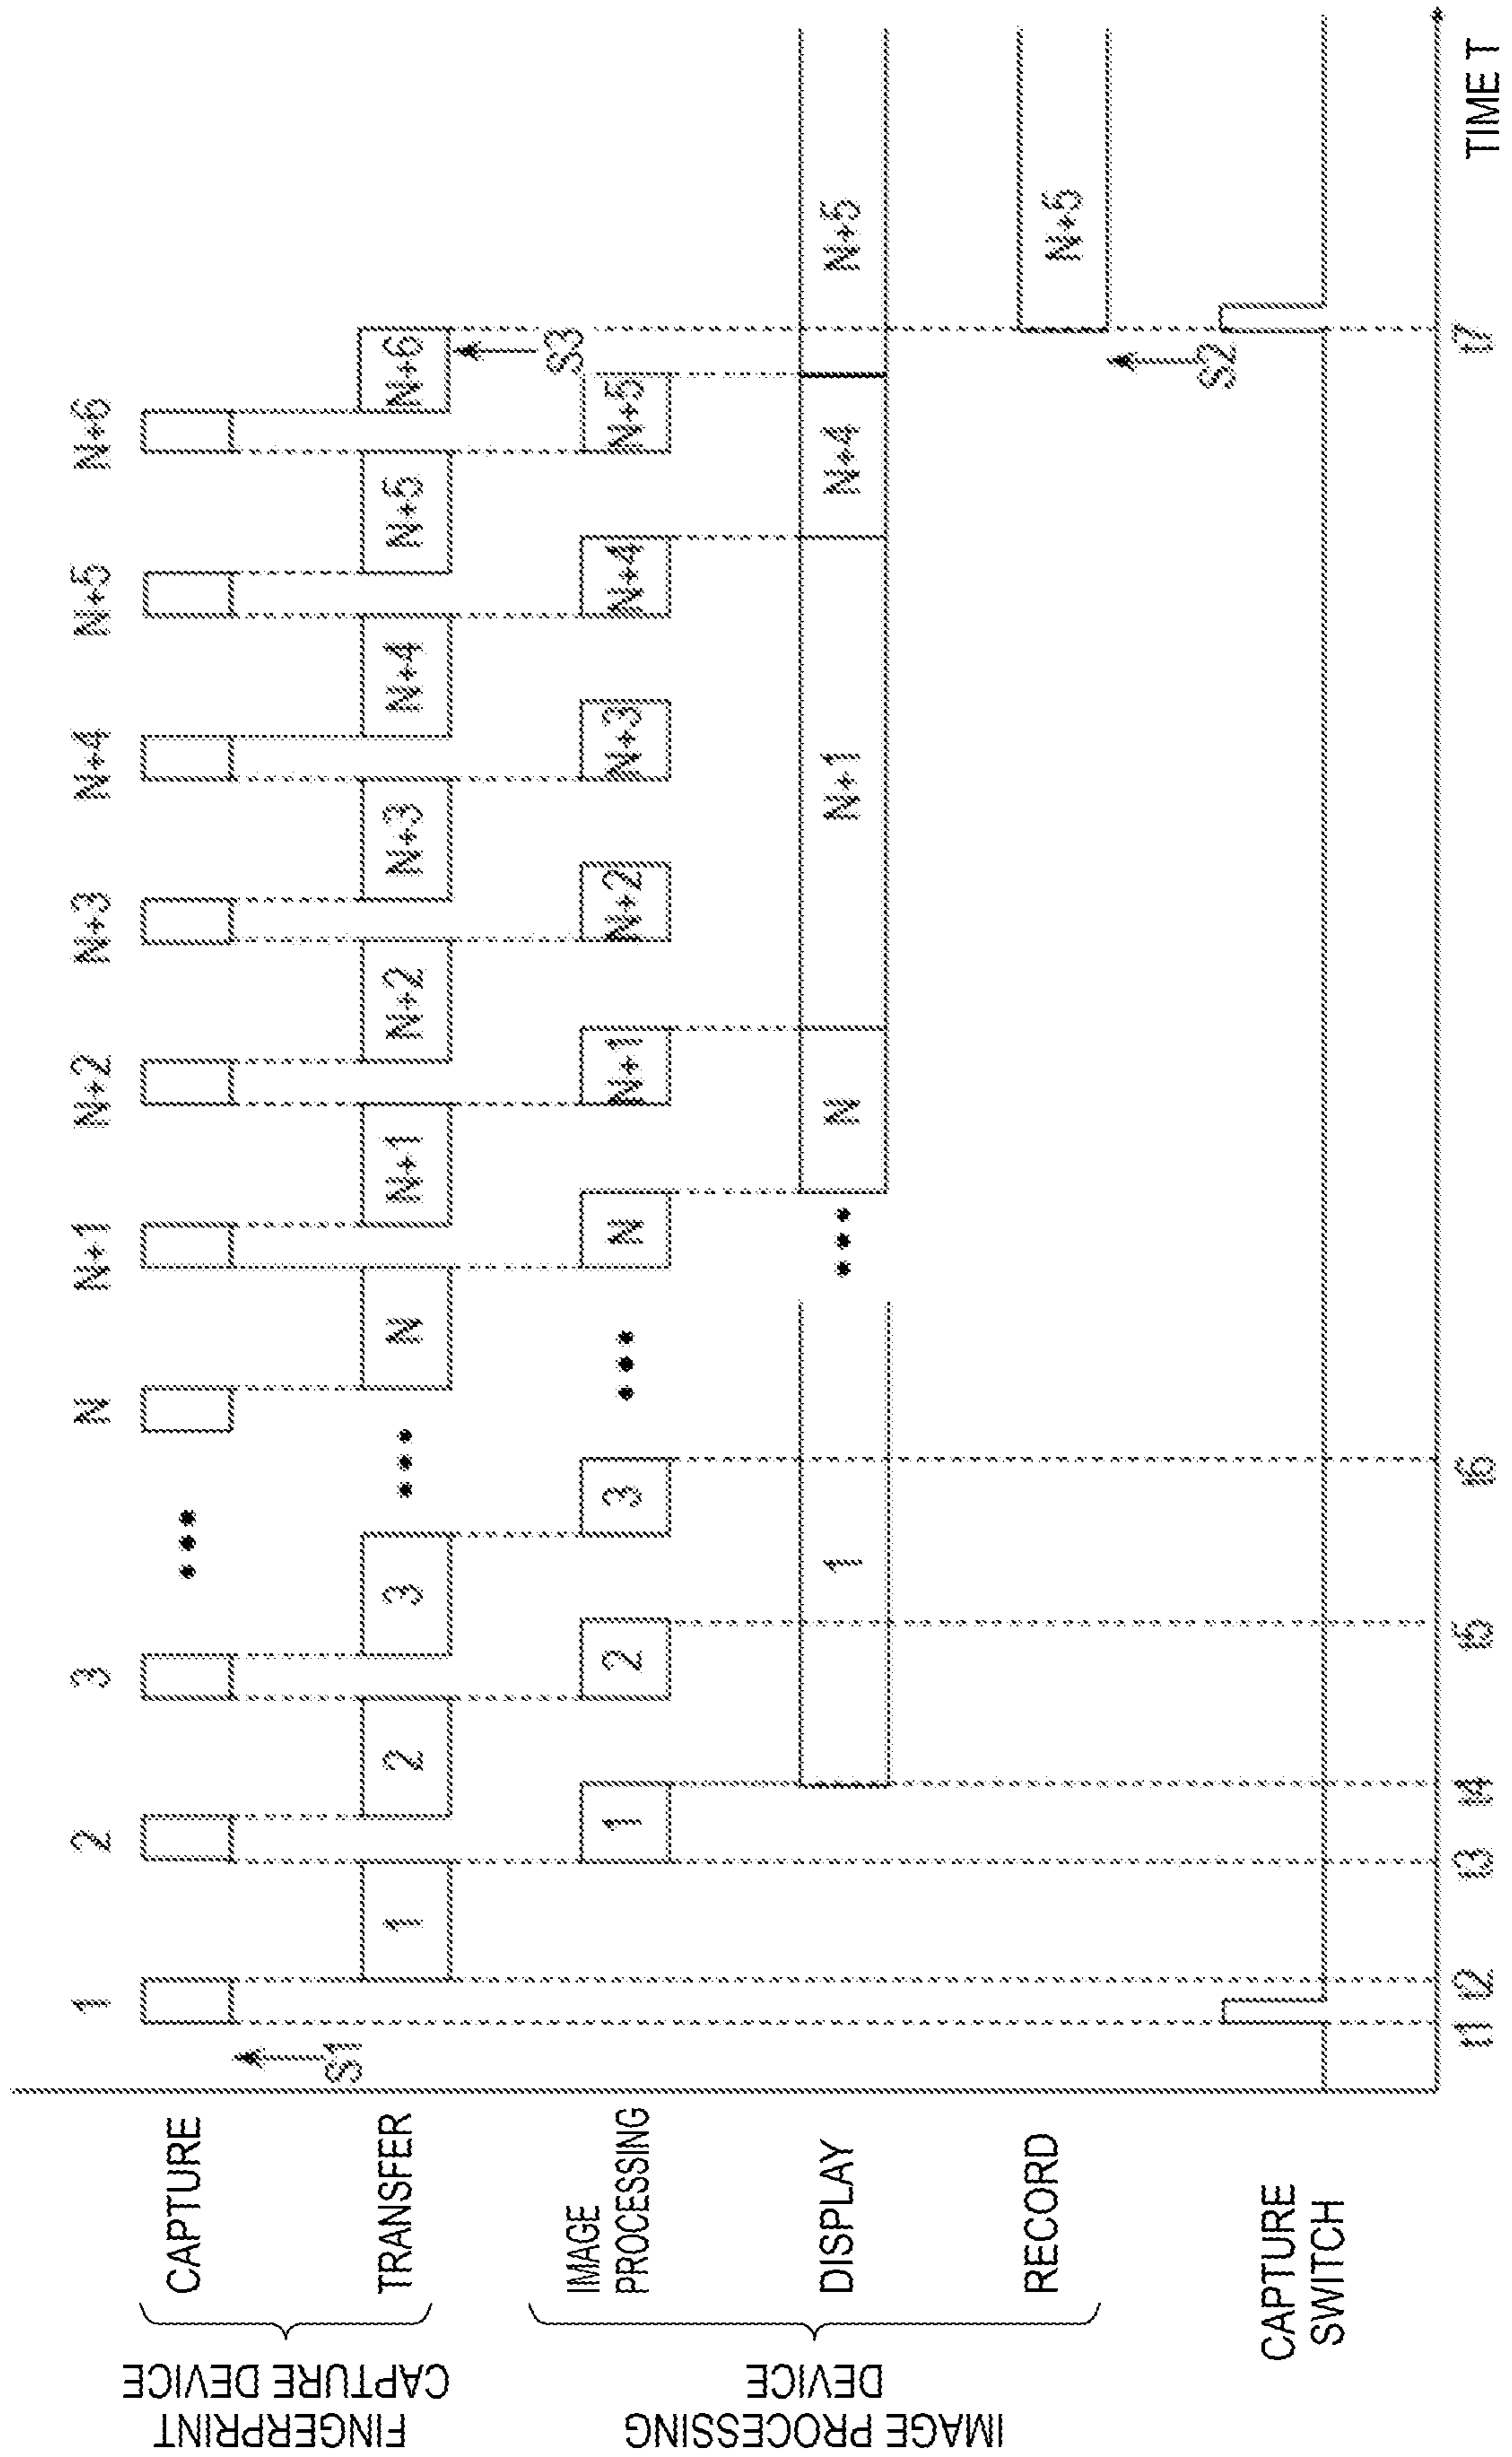 1
2
3
•••
N
N+1
N+2
N+3
N+4
N+5
N+6
FINGERPRINT
CAPTURE DEVICE
CAPTURE
S1
TRANSFER
1
2
3
•••
N
N+1
N+2
N+3
N+4
N+5
N+6
S3
IMAGE PROCESSING
DEVICE
IMAGE
PROCESSING
1
2
3
•••
N
N+1
N+2
N+3
N+4
N+5
DISPLAY
1
•••
N
N+1
N+4
N+5
RECORD
N+5
S2
CAPTURE
SWITCH
t1
t2
t3
t4
t5
t6
t7
TIME T